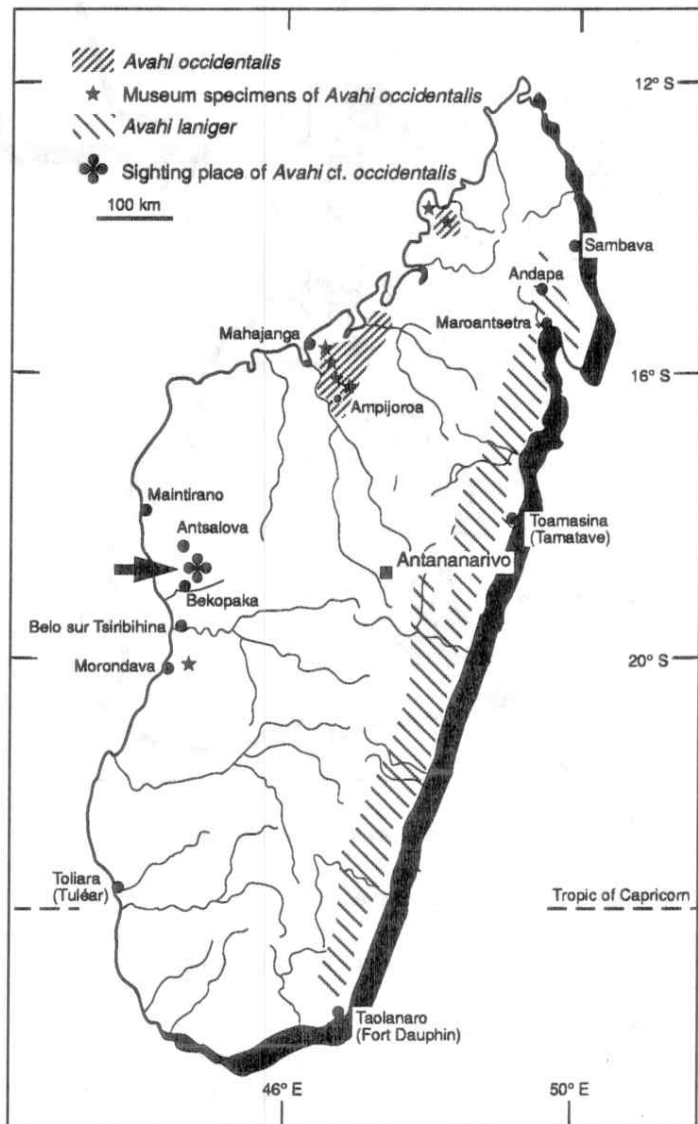 Avahi occidentalis
Museum specimens of Avahi occidentalis
Avahi laniger
Sighting place of Avahi cf. occidentalis
100 km
12° S
Sambava
Andapa
Maroantsetra
Mahajanga
16° S
Ampijoroa
Maintirano
Antsalova
Toamasina
(Tamatave)
Antananarivo
Bekopaka
Belo sur Tsiribihina
Morondava
20° S
Toliara
(Tuléar)
Tropic of Capricorn
Taolanaro
(Fort Dauphin)
46° E
50° E